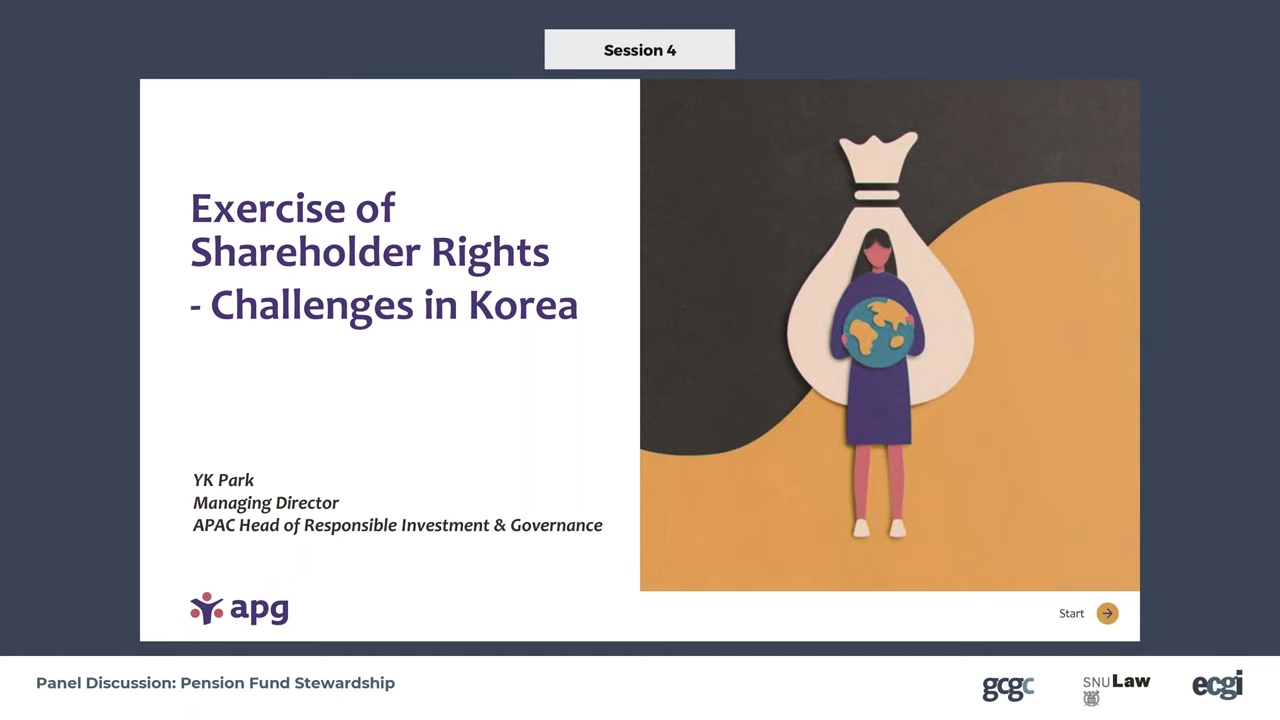 Session 4
Exercise of
Shareholder Rights
- Challenges in Korea
YK Park
Managing Director
APAC Head of Responsible Investment & Governance
apg
Start
Panel Discussion: Pension Fund Stewardship
gcgc
SNU Law
ecgi